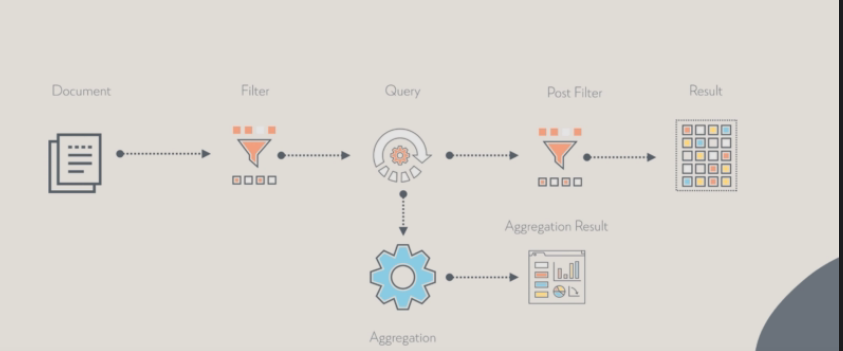 Document
Filter
Query
Post Filter
Result
Aggregation Result
Aggregation